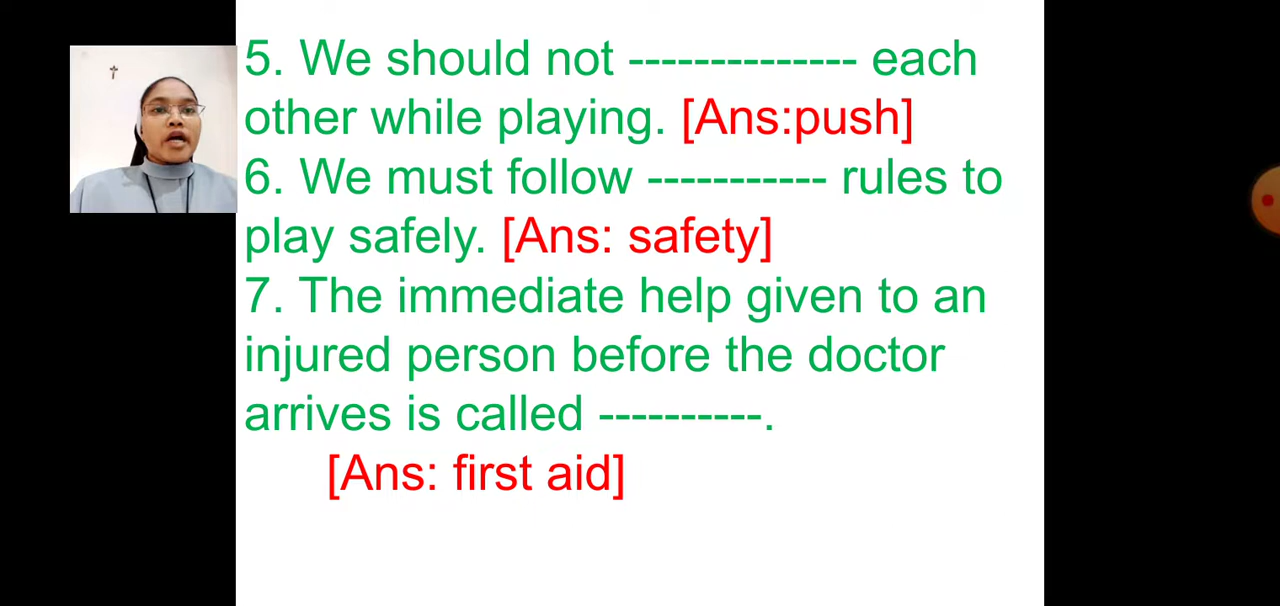 5. We should not -------------- each
other while playing. [Ans:push]
6. We must follow ----------- rules to
play safely. [Ans: safety]
7. The immediate help given to an
injured person before the doctor
arrives is called ----------.
[Ans: first aid]